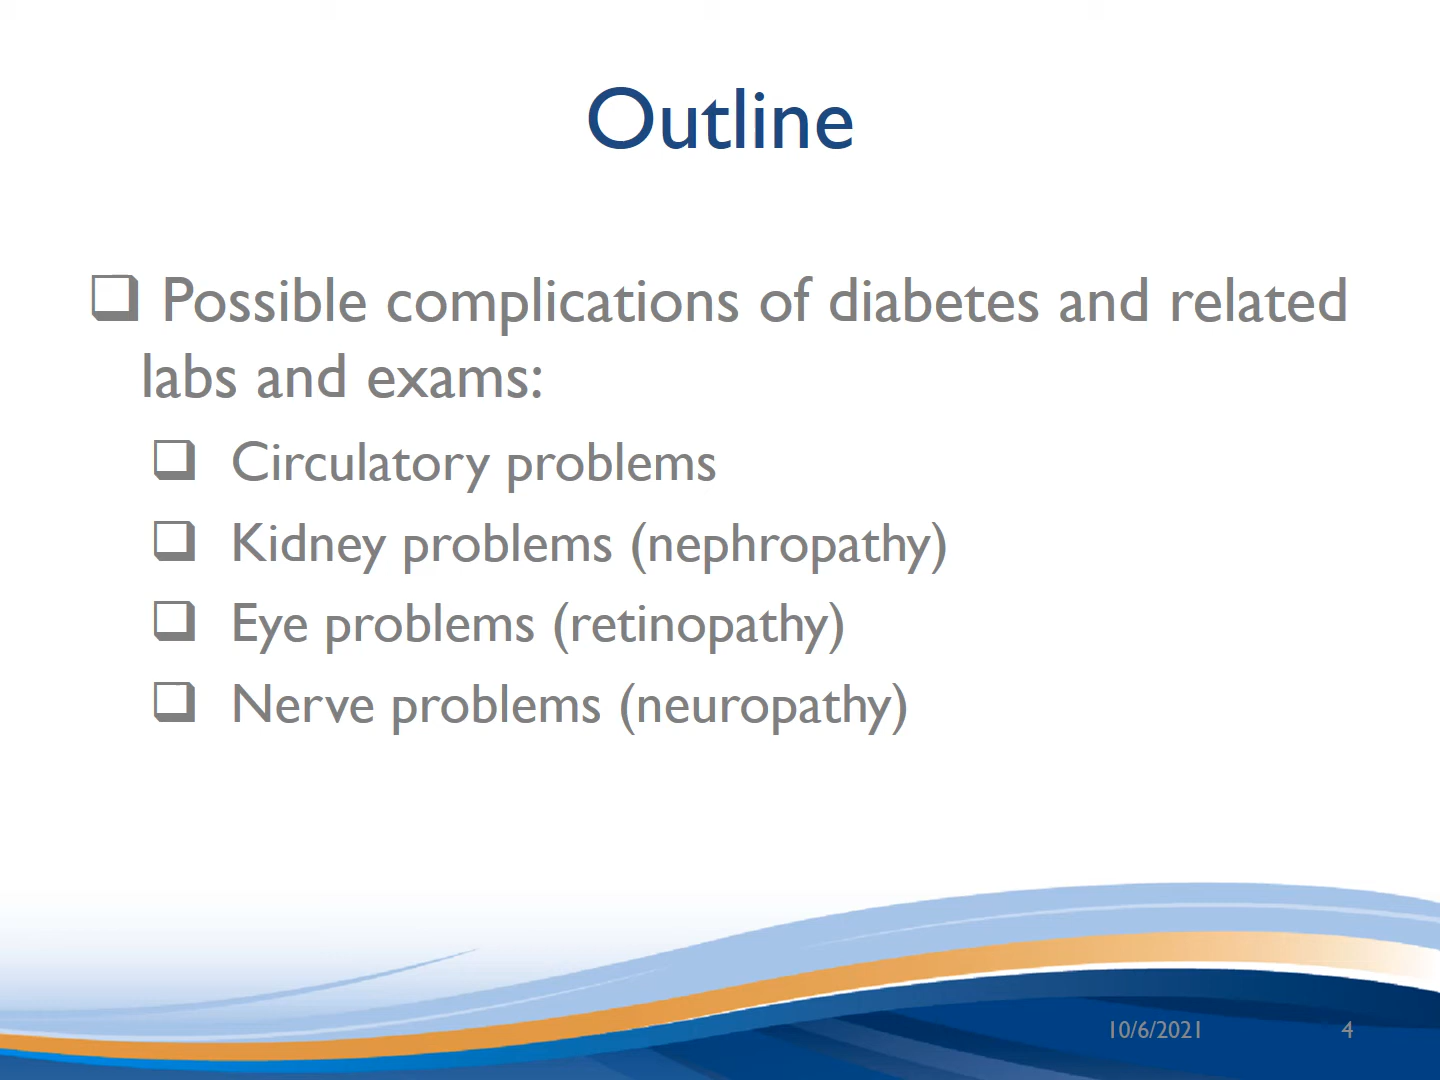 Outline
❑ Possible complications of diabetes and related
labs and exams:
❑ Circulatory problems
❑ Kidney problems (nephropathy)
❑ Eye problems (retinopathy)
❑ Nerve problems (neuropathy)
10/6/2021 4